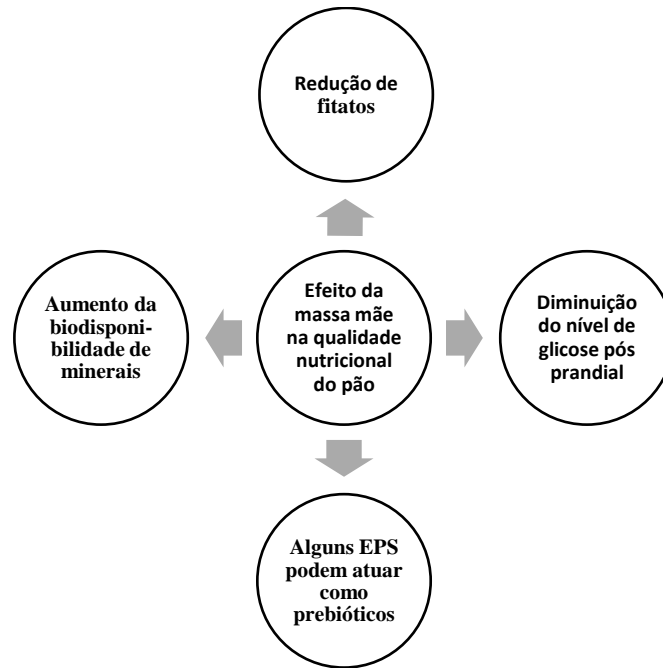 Redução de
fitatos
Aumento da
biodisponi-
bilidade de
minerais
Efeito da
massa mãe
na qualidade
nutricional
do pão
Diminuição
do nível de
glicose pós
prandial
Alguns EPS
podem atuar
como
prebióticos